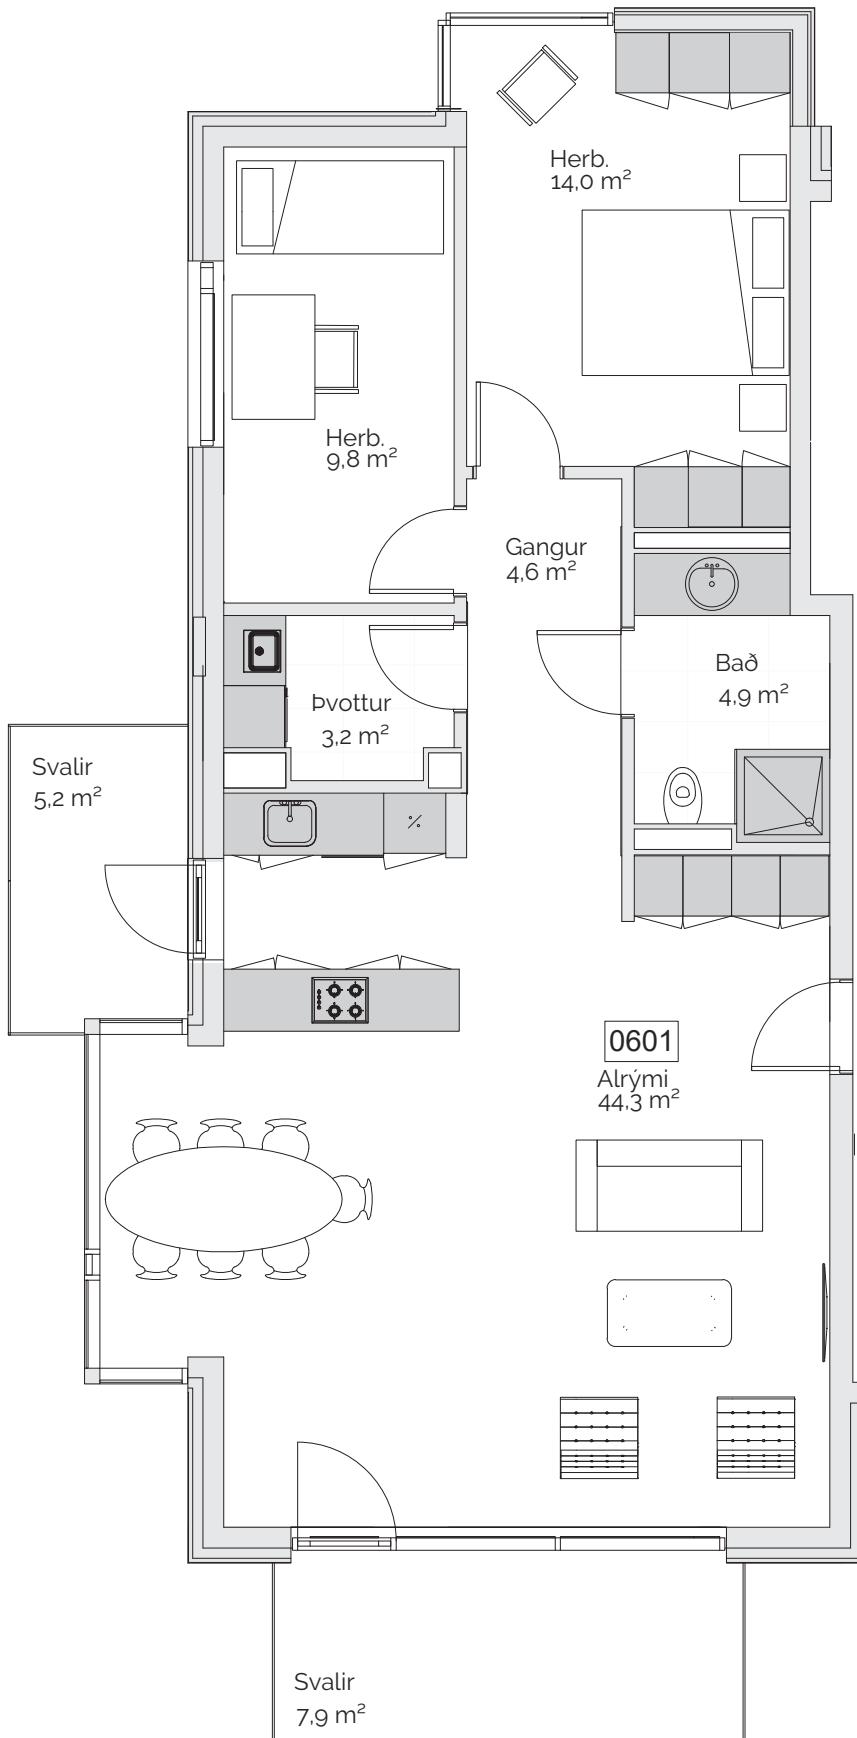 Herb.
14,0 m²
Herb.
9,8 m²
Gangur
4,6 m²
Bað
4,9 m²
Þvottur
3,2 m²
Svalir
5,2 m²
0601
Alrými
44,3 m²
Svalir
7,9 m²